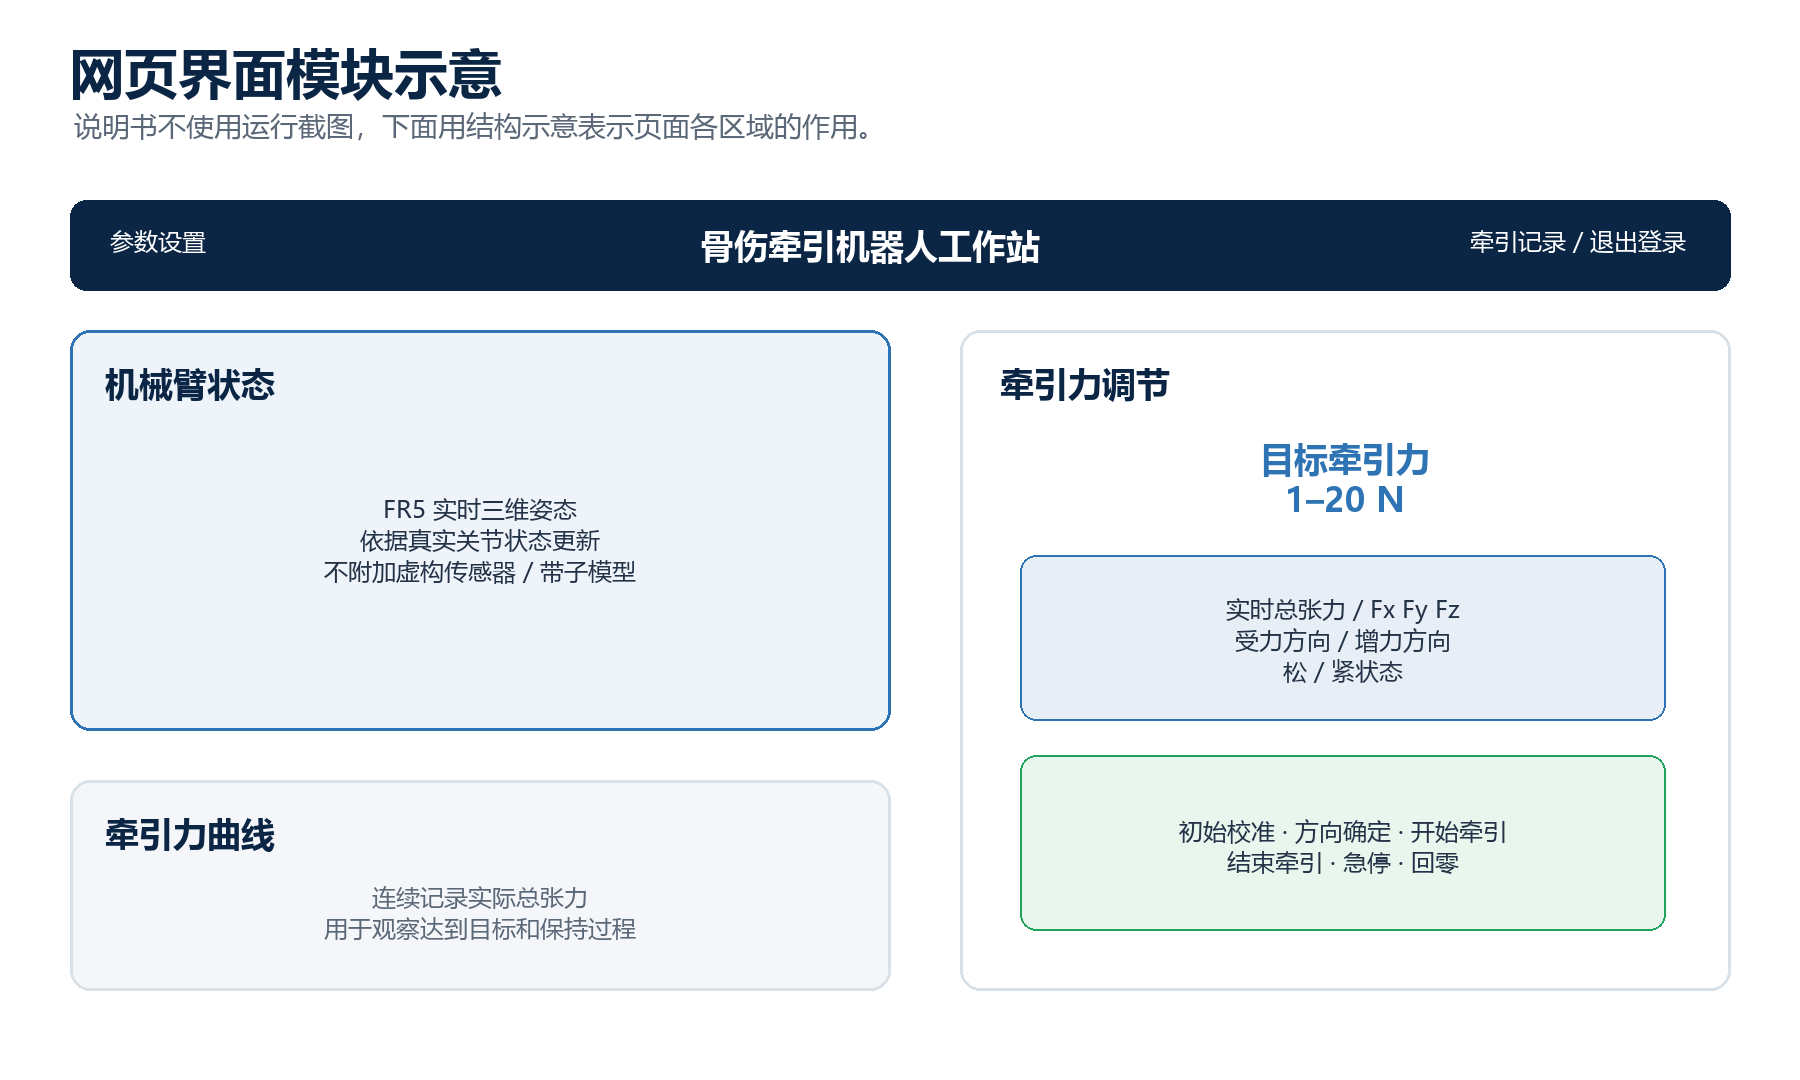 网页界面模块示意
说明书不使用运行截图，下面用结构示意表示页面各区域的作用。
参数设置
骨伤牵引机器人工作站
牵引记录 / 退出登录
机械臂状态
FR5 实时三维姿态
依据真实关节状态更新
不附加虚构传感器 / 带子模型
牵引力曲线
连续记录实际总张力
用于观察达到目标和保持过程
牵引力调节
目标牵引力
1–20 N
实时总张力 / Fx Fy Fz
受力方向 / 增力方向
松 / 紧状态
初始校准 · 方向确定 · 开始牵引
结束牵引 · 急停 · 回零